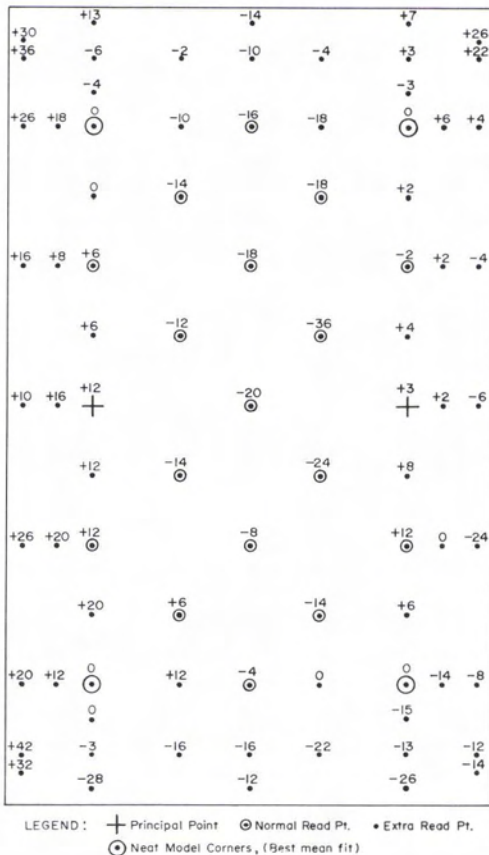 +13 -14 +7
+30 +26
+36 -6 -2 -10 -4 +3 +22
-4 -3
+26 +18 0 -10 -16 -18 0 +6 +4
0 -14 -18 +2
+16 +8 +6 -18 -2 +2 -4
+6 -12 -36 +4
+10 +16 +12 -20 +3 +2 -6
+12 -14 -24 +8
+26 +20 +12 -8 +12 0 -24
+20 +6 -14 +6
+20 +12 0 +12 -4 0 0 -14 -8
0 -15
+42 -3 -16 -16 -22 -13 -12
+32 -14
-28 -12 -26
LEGEND: Principal Point Normal Read Pt. Extra Read Pt.
Neat Model Corners, (Best mean fit)